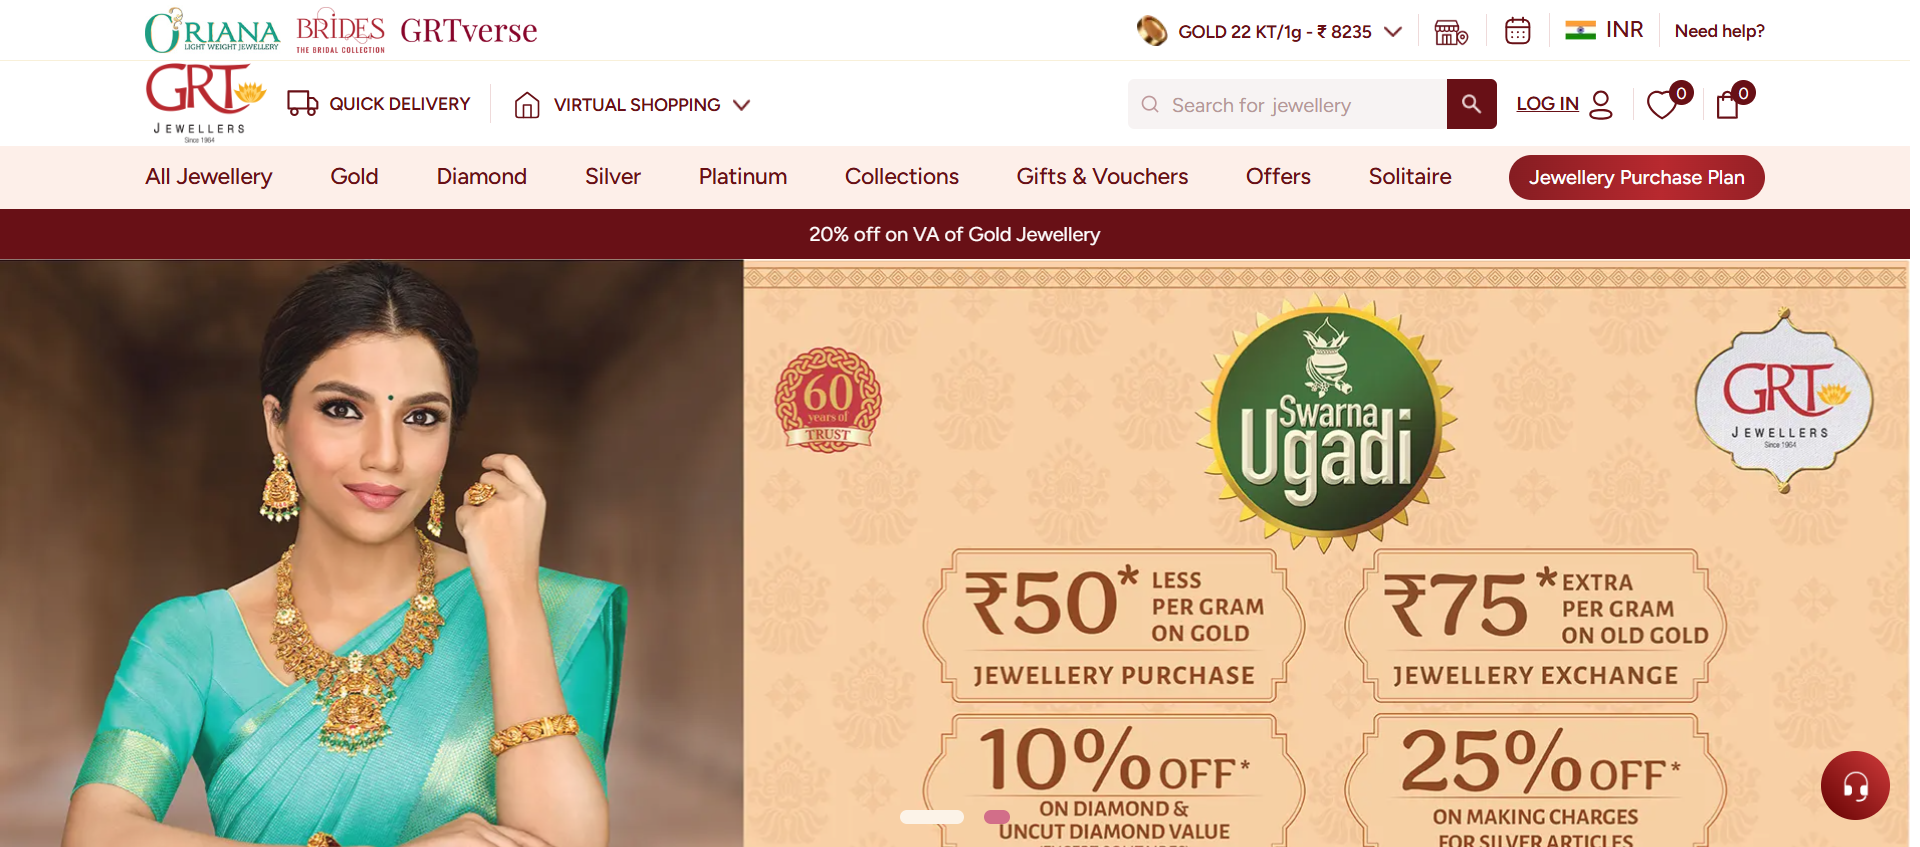 ORIANA
LIGHT WEIGHT JEWELLERY
BRIDES
THE BRIDAL COLLECTION
GRTverse
GOLD 22 KT/1g - ₹ 8235
INR
Need help?
GRT
JEWELLERS
Since 1964
QUICK DELIVERY
VIRTUAL SHOPPING
Search for jewellery
LOG IN
0
0
All Jewellery
Gold
Diamond
Silver
Platinum
Collections
Gifts & Vouchers
Offers
Solitaire
Jewellery Purchase Plan
20% off on VA of Gold Jewellery
60
years of
TRUST
Swarna
Ugadi
GRT
JEWELLERS
Since 1964
₹50* LESS
PER GRAM
ON GOLD
JEWELLERY PURCHASE
₹75* EXTRA
PER GRAM
ON OLD GOLD
JEWELLERY EXCHANGE
10% OFF*
ON DIAMOND &
UNCUT DIAMOND VALUE
25% OFF*
ON MAKING CHARGES
FOR SILVER ARTICLES